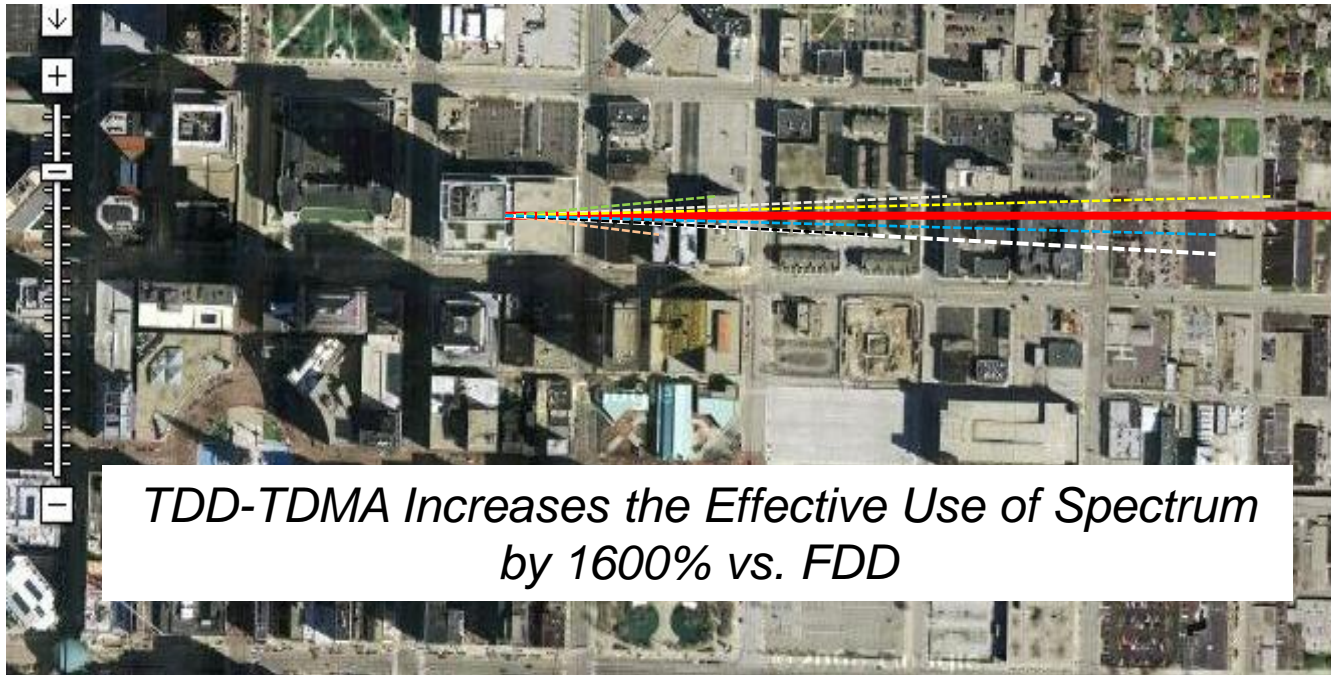 TDD-TDMA Increases the Effective Use of Spectrum
by 1600% vs. FDD